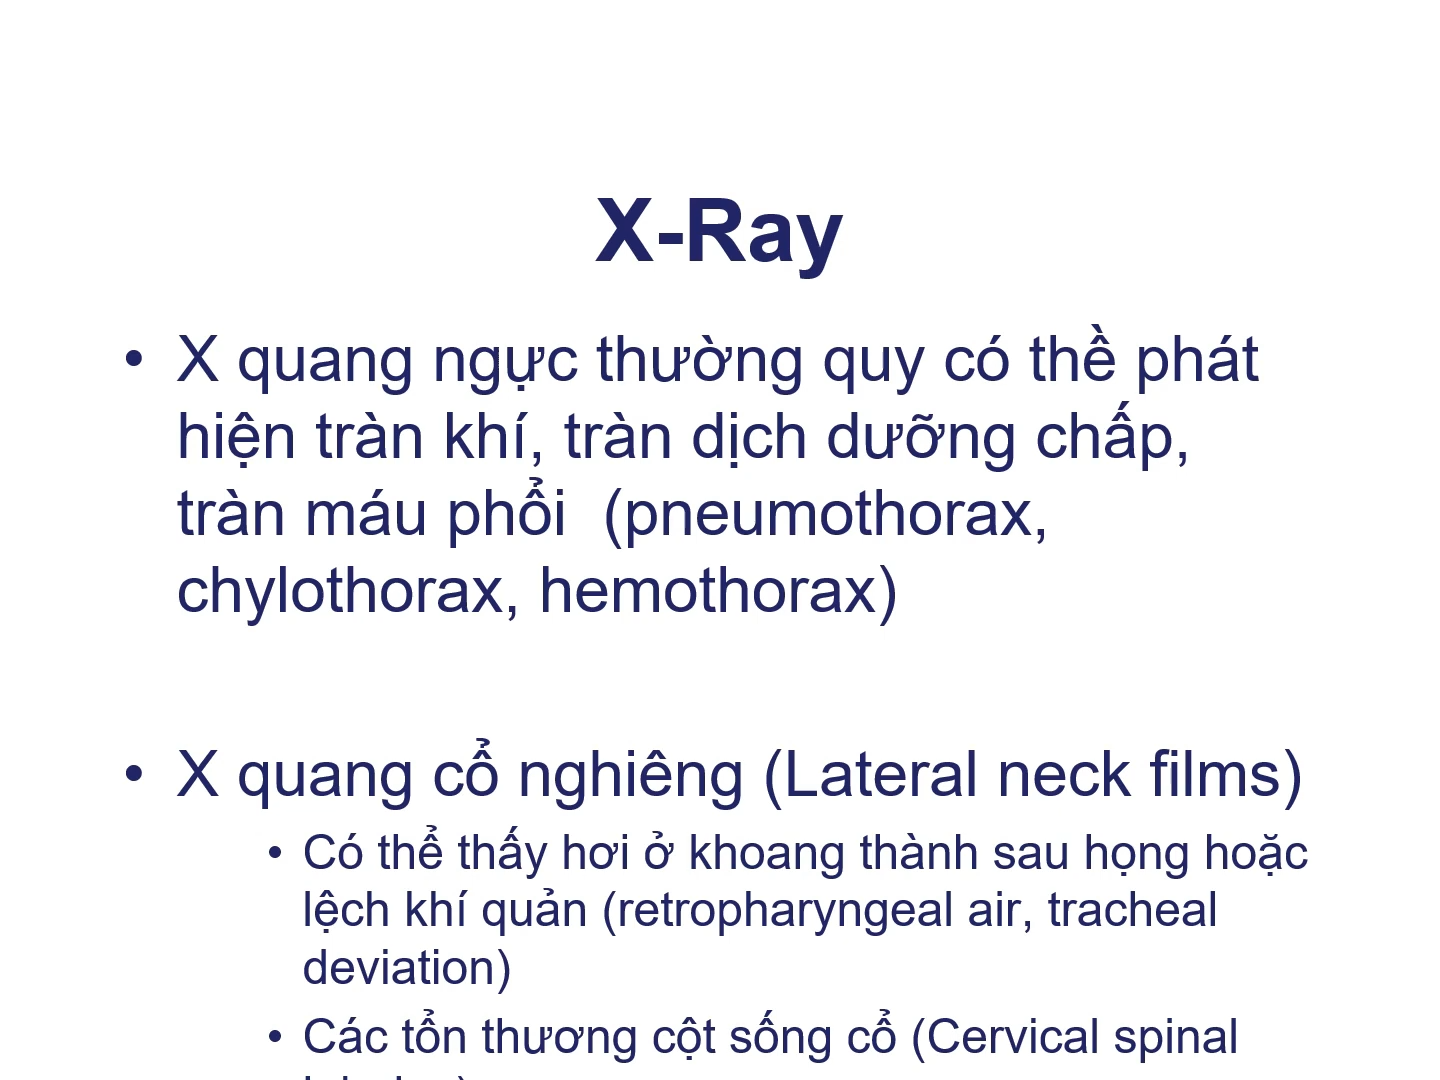 X-Ray
• X quang ngực thường quy có thề phát
hiện tràn khí, tràn dịch dưỡng chấp,
tràn máu phổi (pneumothorax,
chylothorax, hemothorax)
• X quang cổ nghiêng (Lateral neck films)
• Có thể thấy hơi ở khoang thành sau họng hoặc
lệch khí quản (retropharyngeal air, tracheal
deviation)
• Các tổn thương cột sống cổ (Cervical spinal